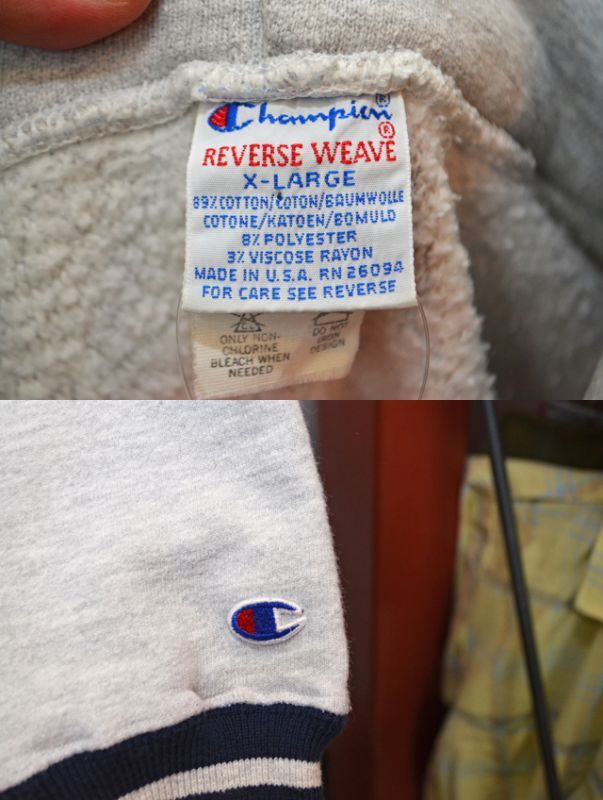 Champion®
REVERSE WEAVE®
X-LARGE
89% COTTON/COTON/BAUMWOLLE
COTONE/KATOEN/BOMULD
8% POLYESTER
3% VISCOSE RAYON
MADE IN U.S.A. RN 26094
FOR CARE SEE REVERSE
ONLY NON-
CHLORINE
BLEACH WHEN
NEEDED
DO NOT
IRON
DESIGN